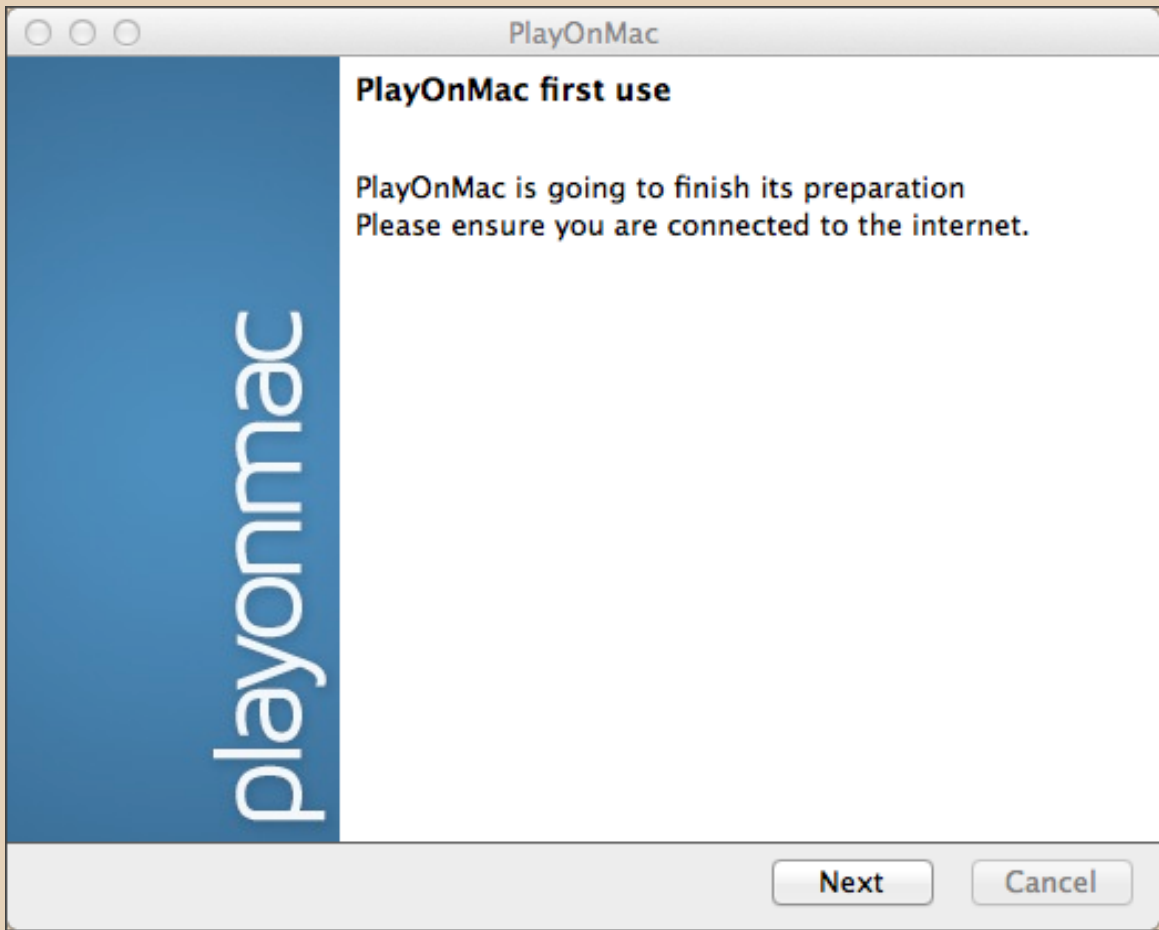 PlayOnMac
PlayOnMac first use
PlayOnMac is going to finish its preparation
Please ensure you are connected to the internet.
playonmac
Next
Cancel